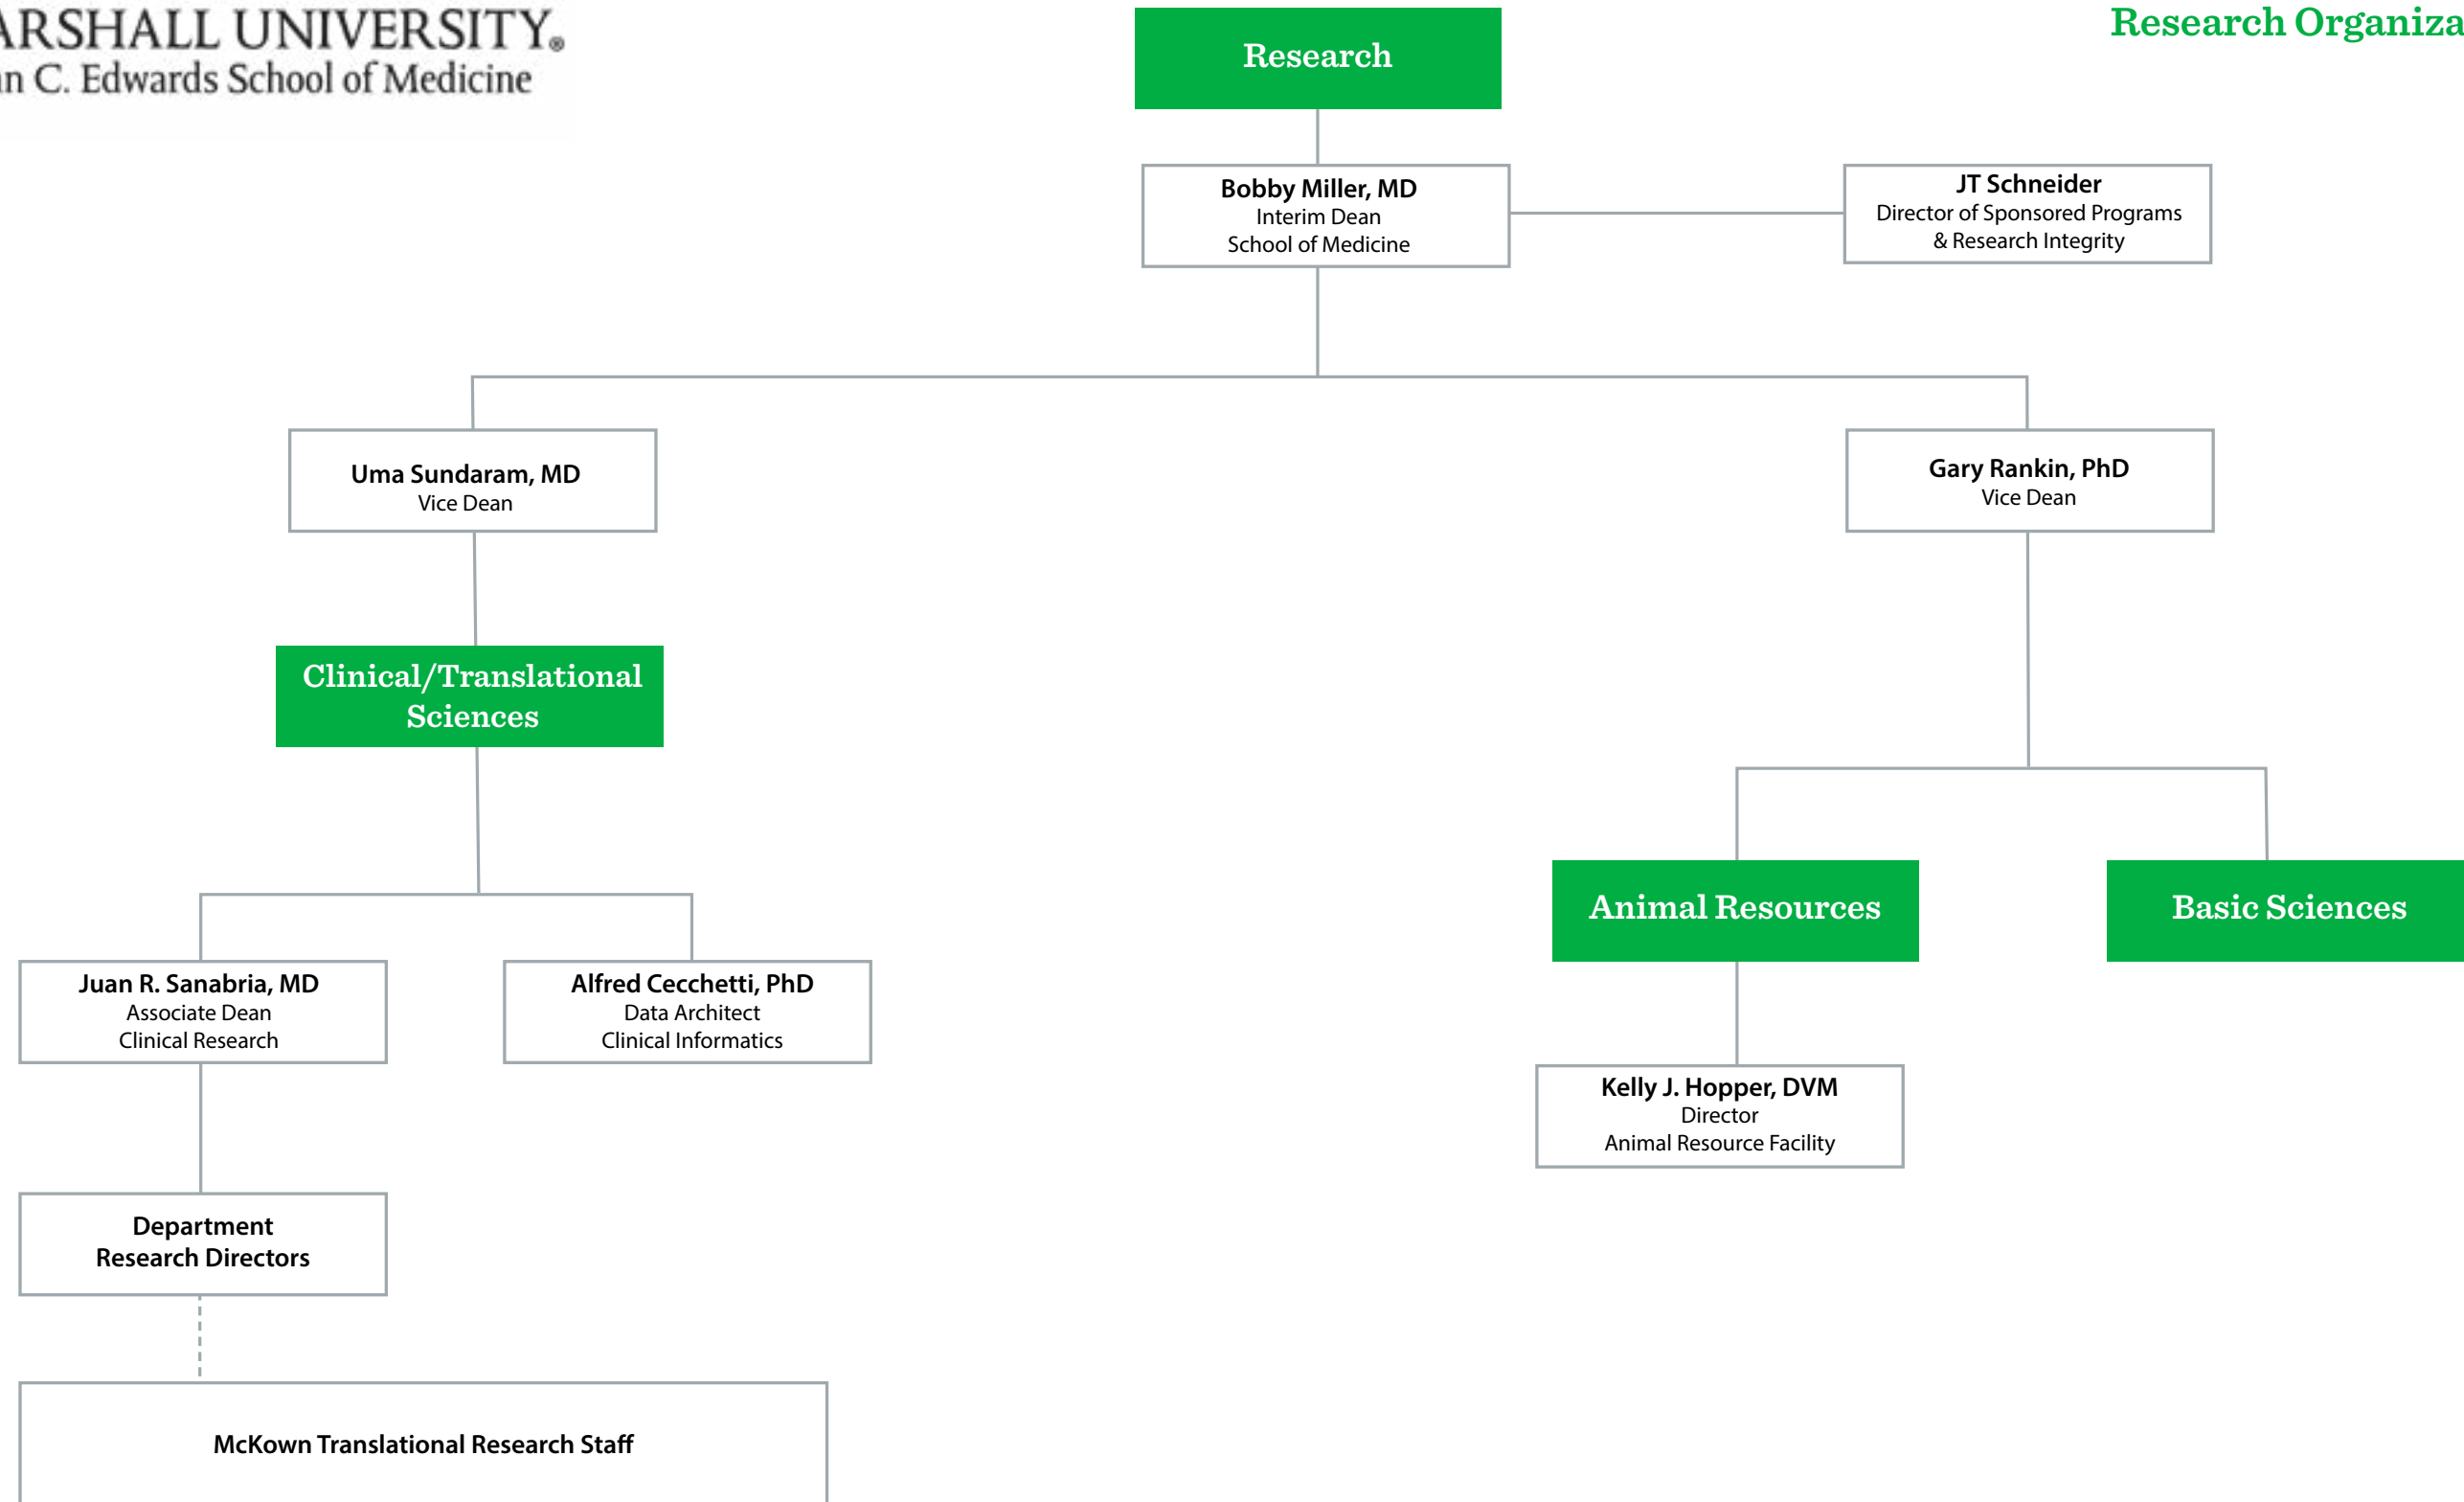 ARSHALL UNIVERSITY®
n C. Edwards School of Medicine
Research Organiza
Research
Bobby Miller, MD
Interim Dean
School of Medicine
JT Schneider
Director of Sponsored Programs
& Research Integrity
Uma Sundaram, MD
Vice Dean
Gary Rankin, PhD
Vice Dean
Clinical/Translational
Sciences
Animal Resources
Basic Sciences
Juan R. Sanabria, MD
Associate Dean
Clinical Research
Alfred Cecchetti, PhD
Data Architect
Clinical Informatics
Kelly J. Hopper, DVM
Director
Animal Resource Facility
Department
Research Directors
McKown Translational Research Staff